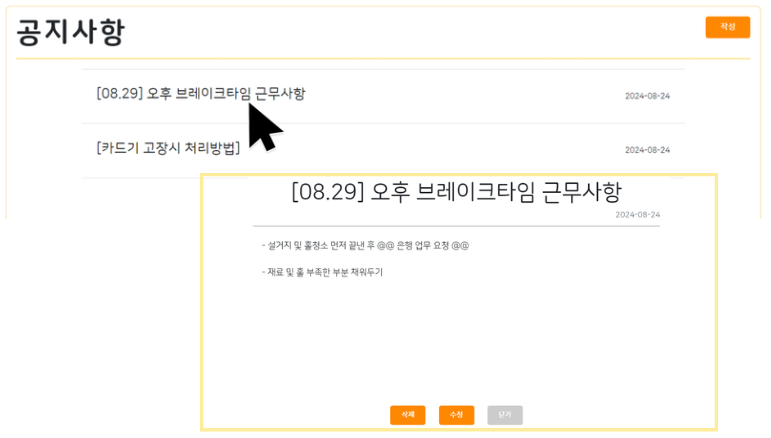 공지사항
작성
[08.29] 오후 브레이크타임 근무사항
2024-08-24
[카드기 고장시 처리방법]
2024-08-24
[08.29] 오후 브레이크타임 근무사항
2024-08-24
- 설거지 및 홀청소 먼저 끝낸 후 @@ 은행 업무 요청 @@
- 재료 및 홀 부족한 부분 채워두기
삭제
수정
닫기